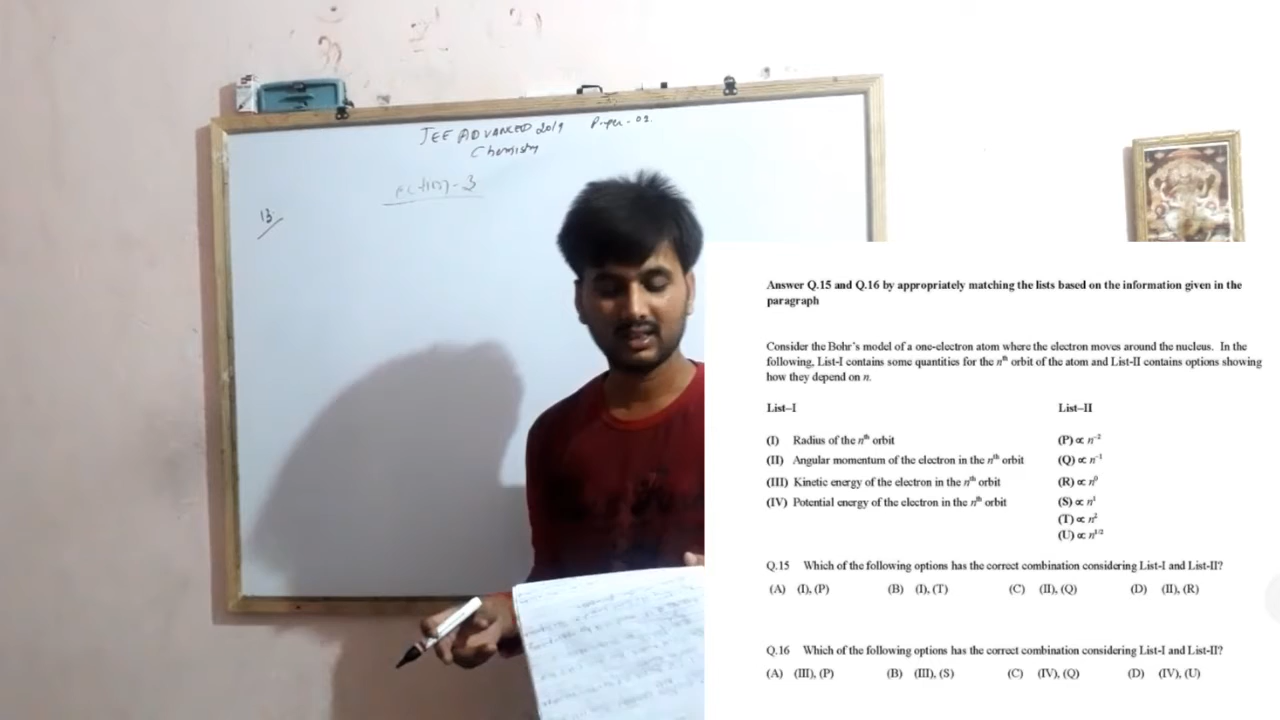 JEE ADVANCED 2019 Paper-02.
Chemistry
13.
Answer Q.15 and Q.16 by appropriately matching the lists based on the information given in the
paragraph
Consider the Bohr's model of a one-electron atom where the electron moves around the nucleus. In the
following, List-I contains some quantities for the nᵗʰ orbit of the atom and List-II contains options showing
how they depend on n.
List–I List–II
(I) Radius of the nᵗʰ orbit (P) ∝ n⁻²
(II) Angular momentum of the electron in the nᵗʰ orbit (Q) ∝ n⁻¹
(III) Kinetic energy of the electron in the nᵗʰ orbit (R) ∝ n⁰
(IV) Potential energy of the electron in the nᵗʰ orbit (S) ∝ n¹
(T) ∝ n²
(U) ∝ n¹ᐟ²
Q.15 Which of the following options has the correct combination considering List-I and List-II?
(A) (I), (P) (B) (I), (T) (C) (II), (Q) (D) (II), (R)
Q.16 Which of the following options has the correct combination considering List-I and List-II?
(A) (III), (P) (B) (III), (S) (C) (IV), (Q) (D) (IV), (U)